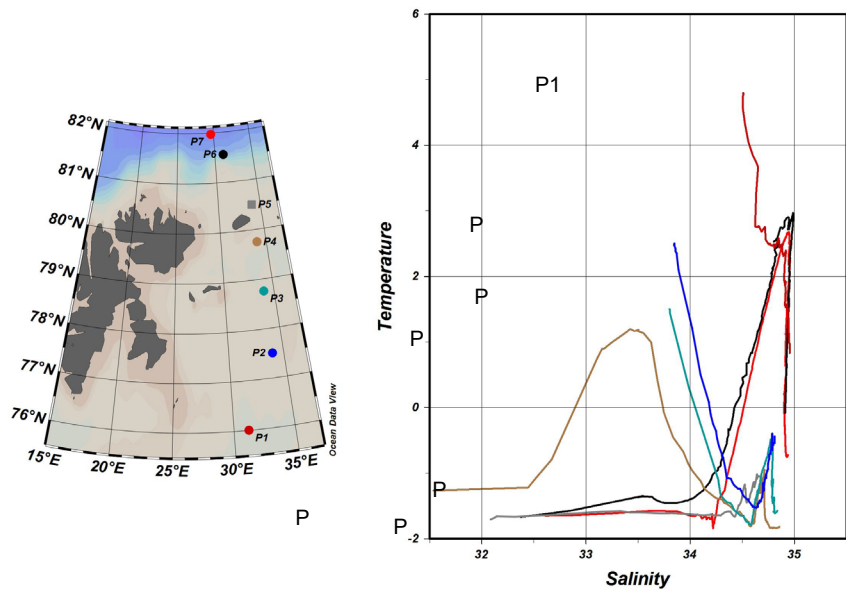 82°N
81°N
80°N
79°N
78°N
77°N
76°N
15°E
20°E
25°E
30°E
35°E
P7
P6
P5
P4
P3
P2
P1
Ocean Data View
P
6
4
2
0
-2
32
33
34
35
Temperature
Salinity
P1
P
P
P
P
P